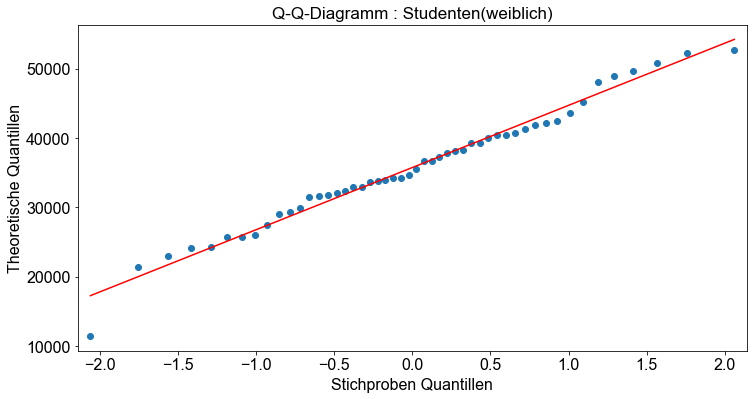 Q-Q-Diagramm : Studenten(weiblich)
Theoretische Quantillen
50000
40000
30000
20000
10000
−2.0 −1.5 −1.0 −0.5 0.0 0.5 1.0 1.5 2.0
Stichproben Quantillen